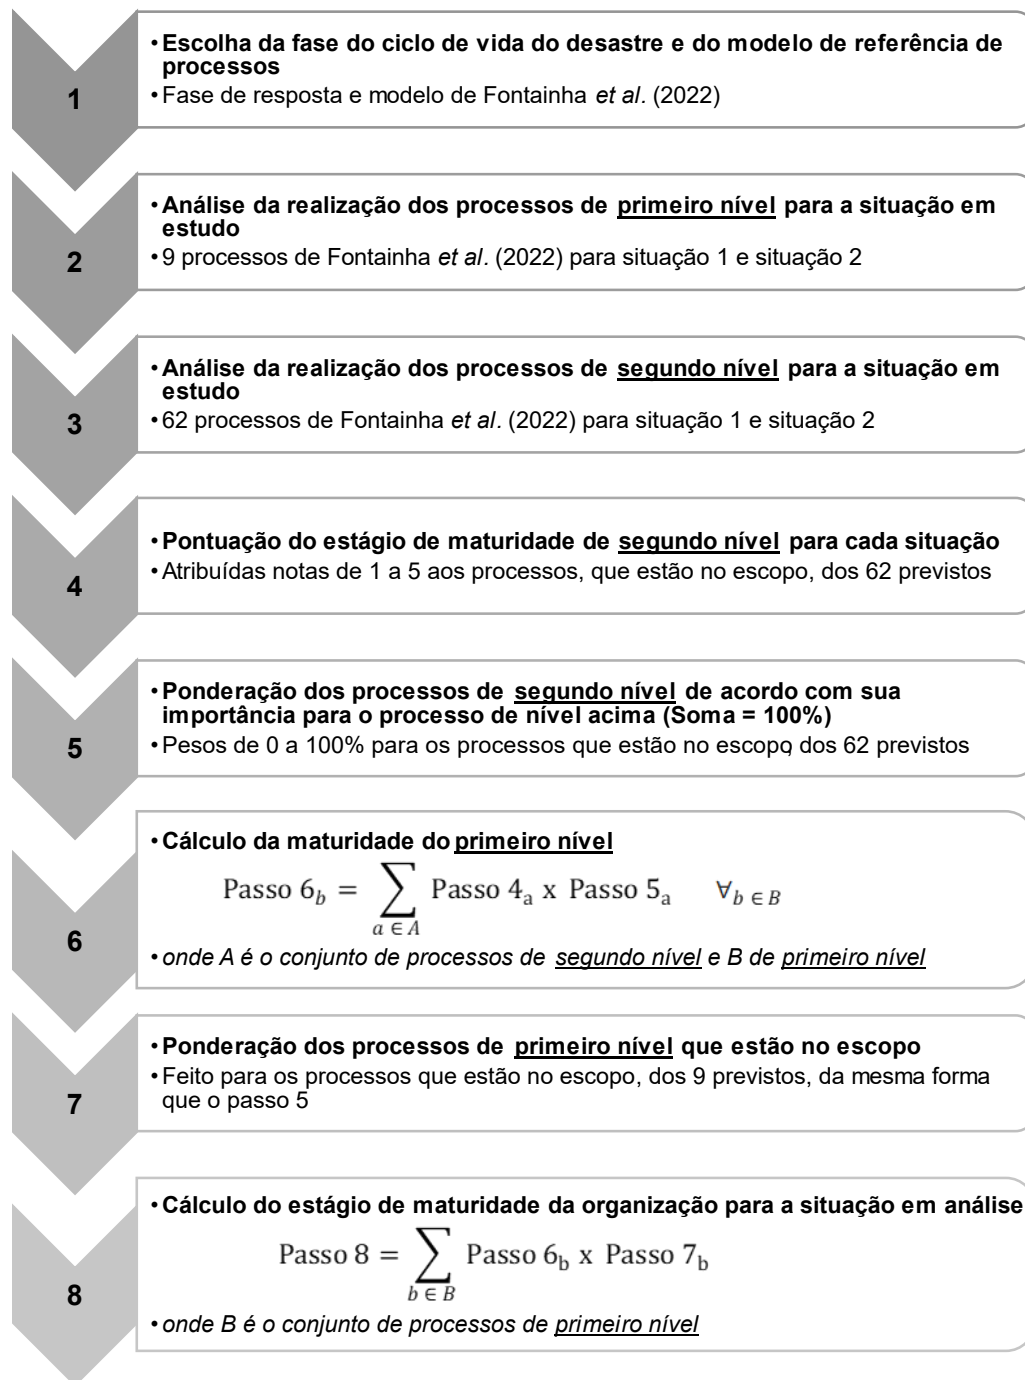 1
• Escolha da fase do ciclo de vida do desastre e do modelo de referência de
processos
• Fase de resposta e modelo de Fontainha et al. (2022)
2
• Análise da realização dos processos de primeiro nível para a situação em
estudo
• 9 processos de Fontainha et al. (2022) para situação 1 e situação 2
3
• Análise da realização dos processos de segundo nível para a situação em
estudo
• 62 processos de Fontainha et al. (2022) para situação 1 e situação 2
4
• Pontuação do estágio de maturidade de segundo nível para cada situação
• Atribuídas notas de 1 a 5 aos processos, que estão no escopo, dos 62 previstos
5
• Ponderação dos processos de segundo nível de acordo com sua
importância para o processo de nível acima (Soma = 100%)
• Pesos de 0 a 100% para os processos que estão no escopo, dos 62 previstos
6
• Cálculo da maturidade do primeiro nível
Passo 6_b = ∑_{a ∈ A} Passo 4_a x Passo 5_a ∀_{b ∈ B}
• onde A é o conjunto de processos de segundo nível e B de primeiro nível
7
• Ponderação dos processos de primeiro nível que estão no escopo
• Feito para os processos que estão no escopo, dos 9 previstos, da mesma forma
que o passo 5
8
• Cálculo do estágio de maturidade da organização para a situação em análise
Passo 8 = ∑_{b ∈ B} Passo 6_b x Passo 7_b
• onde B é o conjunto de processos de primeiro nível